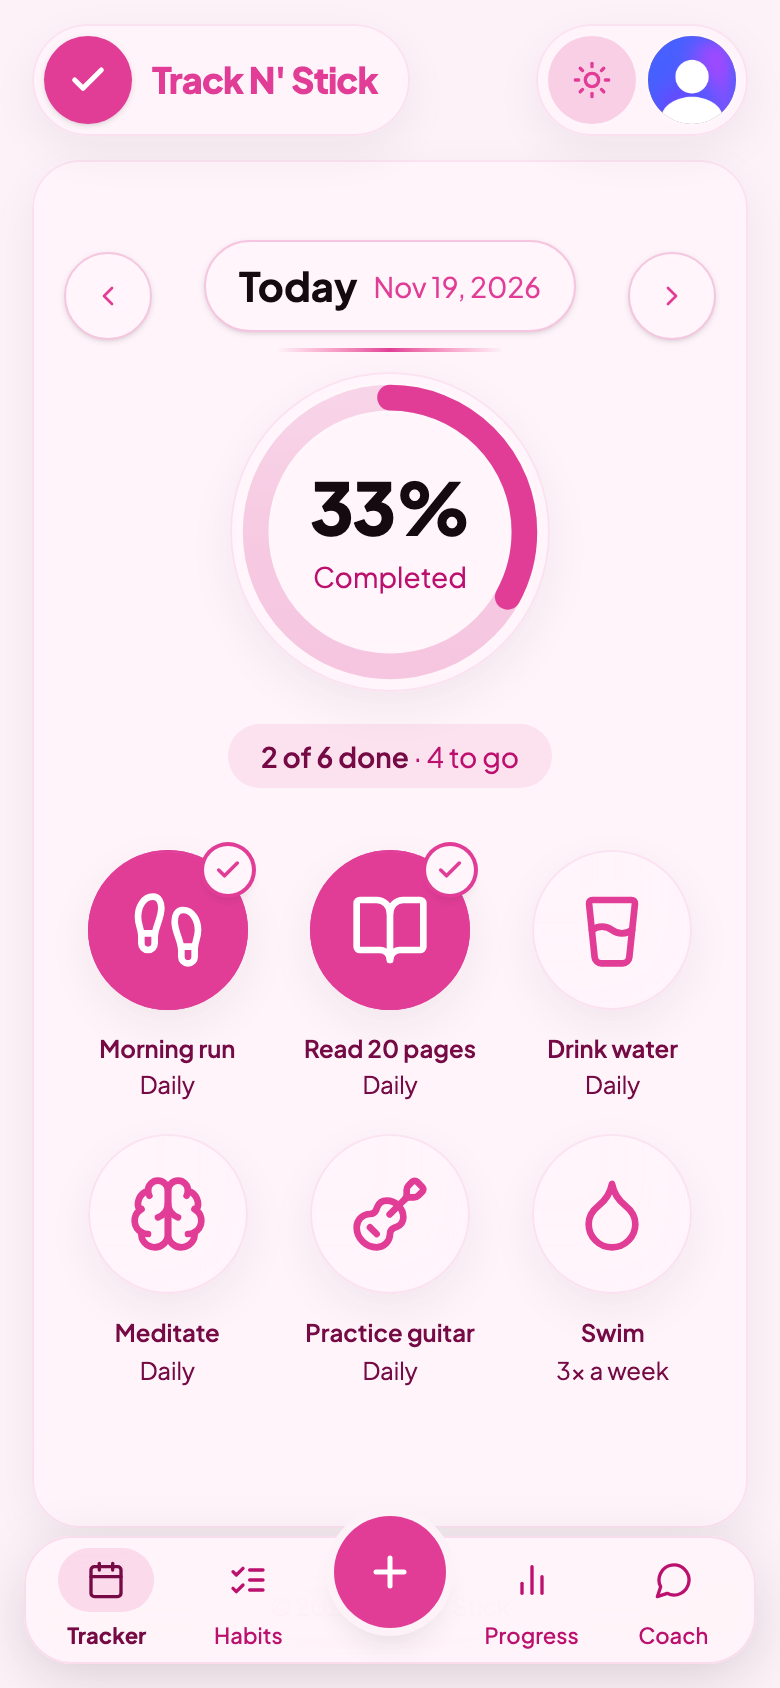 Track N' Stick
Today Nov 19, 2026
33%
Completed
2 of 6 done · 4 to go
Morning run
Daily
Read 20 pages
Daily
Drink water
Daily
Meditate
Daily
Practice guitar
Daily
Swim
3× a week
Tracker
Habits
Progress
Coach